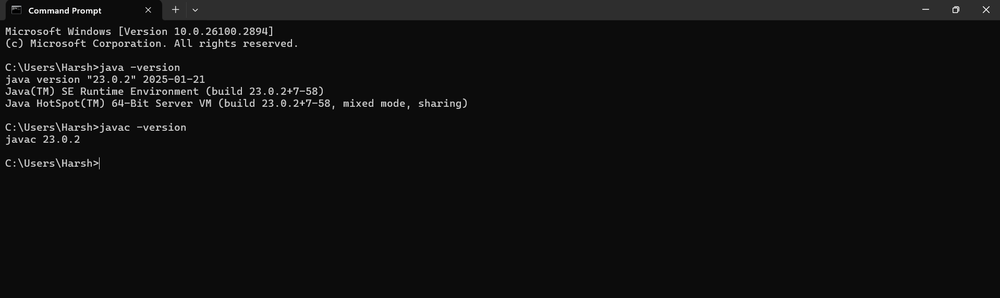 Command Prompt
Microsoft Windows [Version 10.0.26100.2894]
(c) Microsoft Corporation. All rights reserved.
C:\Users\Harsh>java -version
java version "23.0.2" 2025-01-21
Java(TM) SE Runtime Environment (build 23.0.2+7-58)
Java HotSpot(TM) 64-Bit Server VM (build 23.0.2+7-58, mixed mode, sharing)
C:\Users\Harsh>javac -version
javac 23.0.2
C:\Users\Harsh>